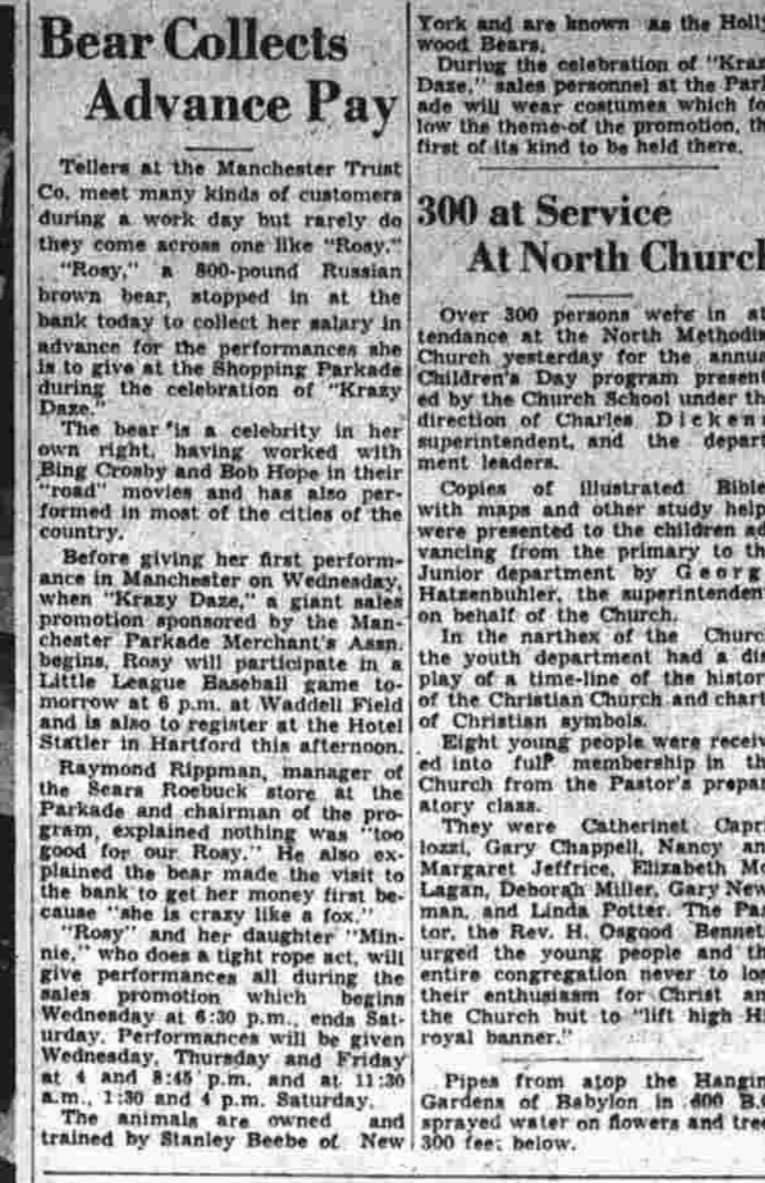 Bear Collects
Advance Pay
Tellers at the Manchester Trust
Co. meet many kinds of customers
during a work day but rarely do
they come across one like "Rosy."
"Rosy," a 800-pound Russian
brown bear, stopped in at the
bank today to collect her salary in
advance for the performances she
is to give at the Shopping Parkade
during the celebration of "Krazy
Daze."
The bear is a celebrity in her
own right, having worked with
Bing Crosby and Bob Hope in their
"road" movies and has also per-
formed in most of the cities of the
country.
Before giving her first perform-
ance in Manchester on Wednesday,
when "Krazy Daze," a giant sales
promotion sponsored by the Man-
chester Parkade Merchant's Assn.
begins, Rosy will participate in a
Little League Baseball game to-
morrow at 6 p.m. at Waddell Field
and is also to register at the Hotel
Statler in Hartford this afternoon.
Raymond Rippman, manager of
the Sears Roebuck store at the
Parkade and chairman of the pro-
gram, explained nothing was "too
good for our Rosy." He also ex-
plained the bear made the visit to
the bank to get her money first be-
cause "she is crazy like a fox."
"Rosy" and her daughter "Min-
nie," who does a tight rope act, will
give performances all during the
sales promotion which begins
Wednesday at 6:30 p.m., ends Sat-
urday. Performances will be given
Wednesday, Thursday and Friday
at 4 and 8:45 p.m. and at 11:30
a.m., 1:30 and 4 p.m. Saturday.
The animals are owned and
trained by Stanley Beebe of New
York and are known as the Holly
wood Bears.
During the celebration of "Kraz
Daze," sales personnel at the Park
ade will wear costumes which fo
low the theme of the promotion, th
first of its kind to be held there.
300 at Service
At North Church
Over 300 persons were in at
tendance at the North Methodis
Church yesterday for the annua
Children's Day program present
ed by the Church School under th
direction of Charles Dickens
superintendent, and the depart
ment leaders.
Copies of illustrated Bible
with maps and other study help
were presented to the children ad
vancing from the primary to th
Junior department by Georg
Hatzenbuhler, the superintendent
on behalf of the Church.
In the narthex of the Churc
the youth department had a dis
play of a time-line of the histor
of the Christian Church and chart
of Christian symbols.
Eight young people were receiv
ed into full membership in th
Church from the Pastor's prepar
atory class.
They were Catherinet Capri
lozzi, Gary Chappell, Nancy an
Margaret Jeffrice, Elizabeth Mc
Lagan, Deborah Miller, Gary New
man, and Linda Potter. The Pas
tor, the Rev. H. Osgood Bennet
urged the young people and th
entire congregation never to los
their enthusiasm for Christ an
the Church but to "lift high Hi
royal banner."
Pipes from atop the Hangin
Gardens of Babylon in 600 B.C
sprayed water on flowers and tree
300 feet below.